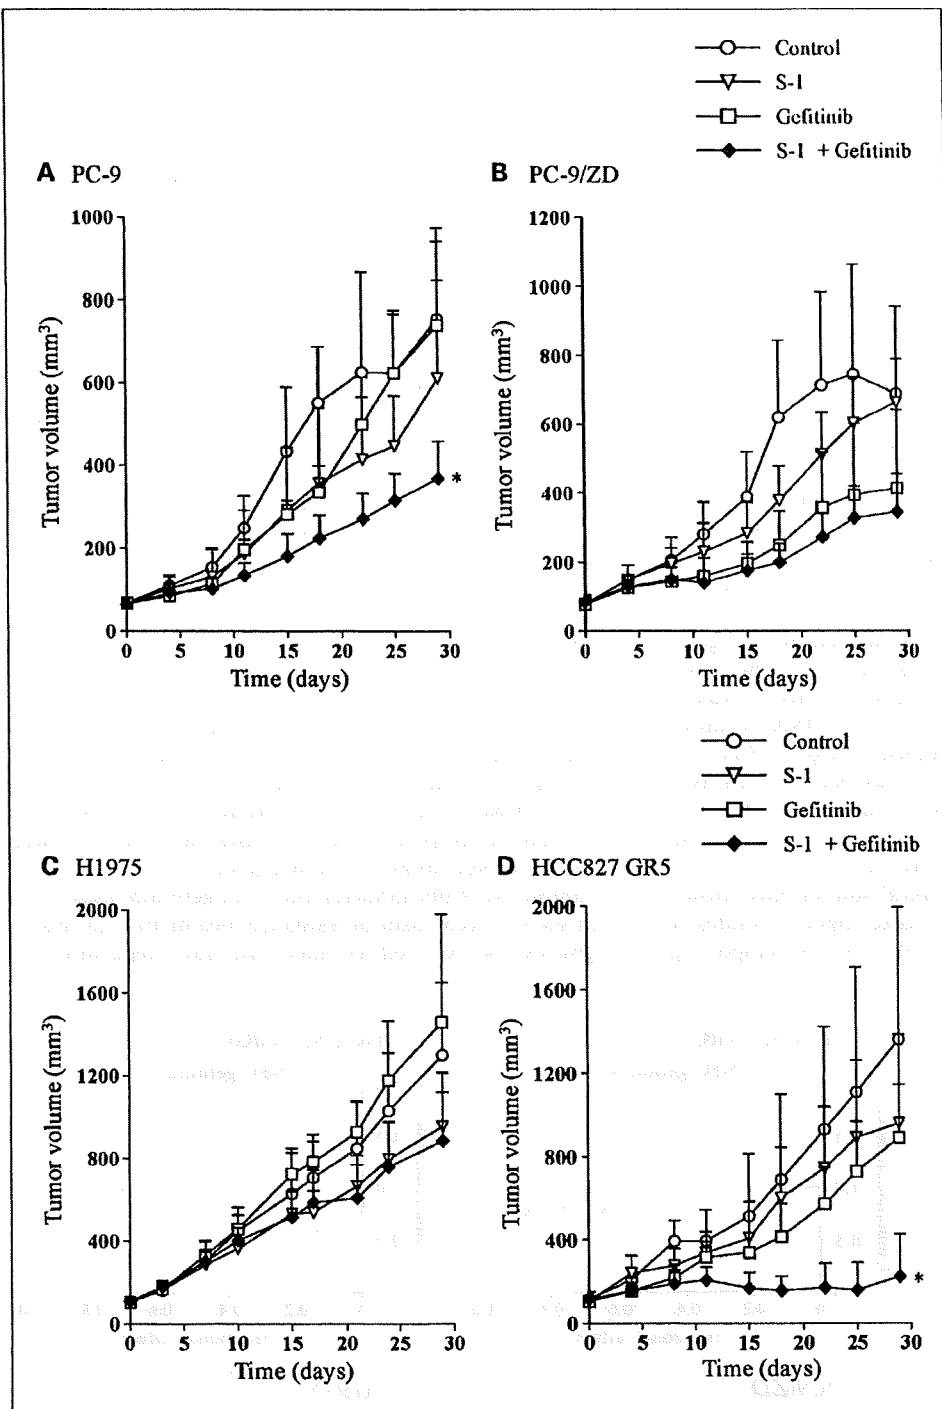 Control
S-1
Gefitinib
S-1 + Gefitinib
A PC-9
B PC-9/ZD
1000
800
600
400
200
0
Tumor volume (mm³)
*
0 5 10 15 20 25 30
Time (days)
1200
1000
800
600
400
200
0
Tumor volume (mm³)
0 5 10 15 20 25 30
Time (days)
Control
S-1
Gefitinib
S-1 + Gefitinib
C H1975
D HCC827 GR5
2000
1600
1200
800
400
0
Tumor volume (mm³)
0 5 10 15 20 25 30
Time (days)
2000
1600
1200
800
400
0
Tumor volume (mm³)
*
0 5 10 15 20 25 30
Time (days)